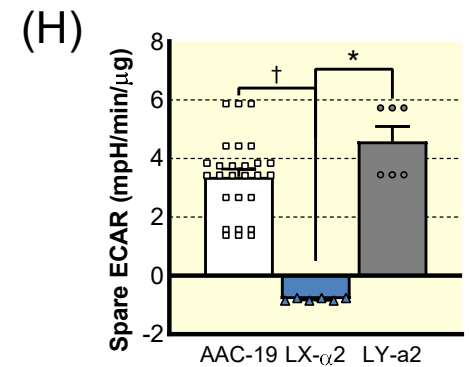 (H)
Spare ECAR (mpH/min/µg)
8
6
4
2
0
-2
†
*
AAC-19 LX-α2 LY-a2